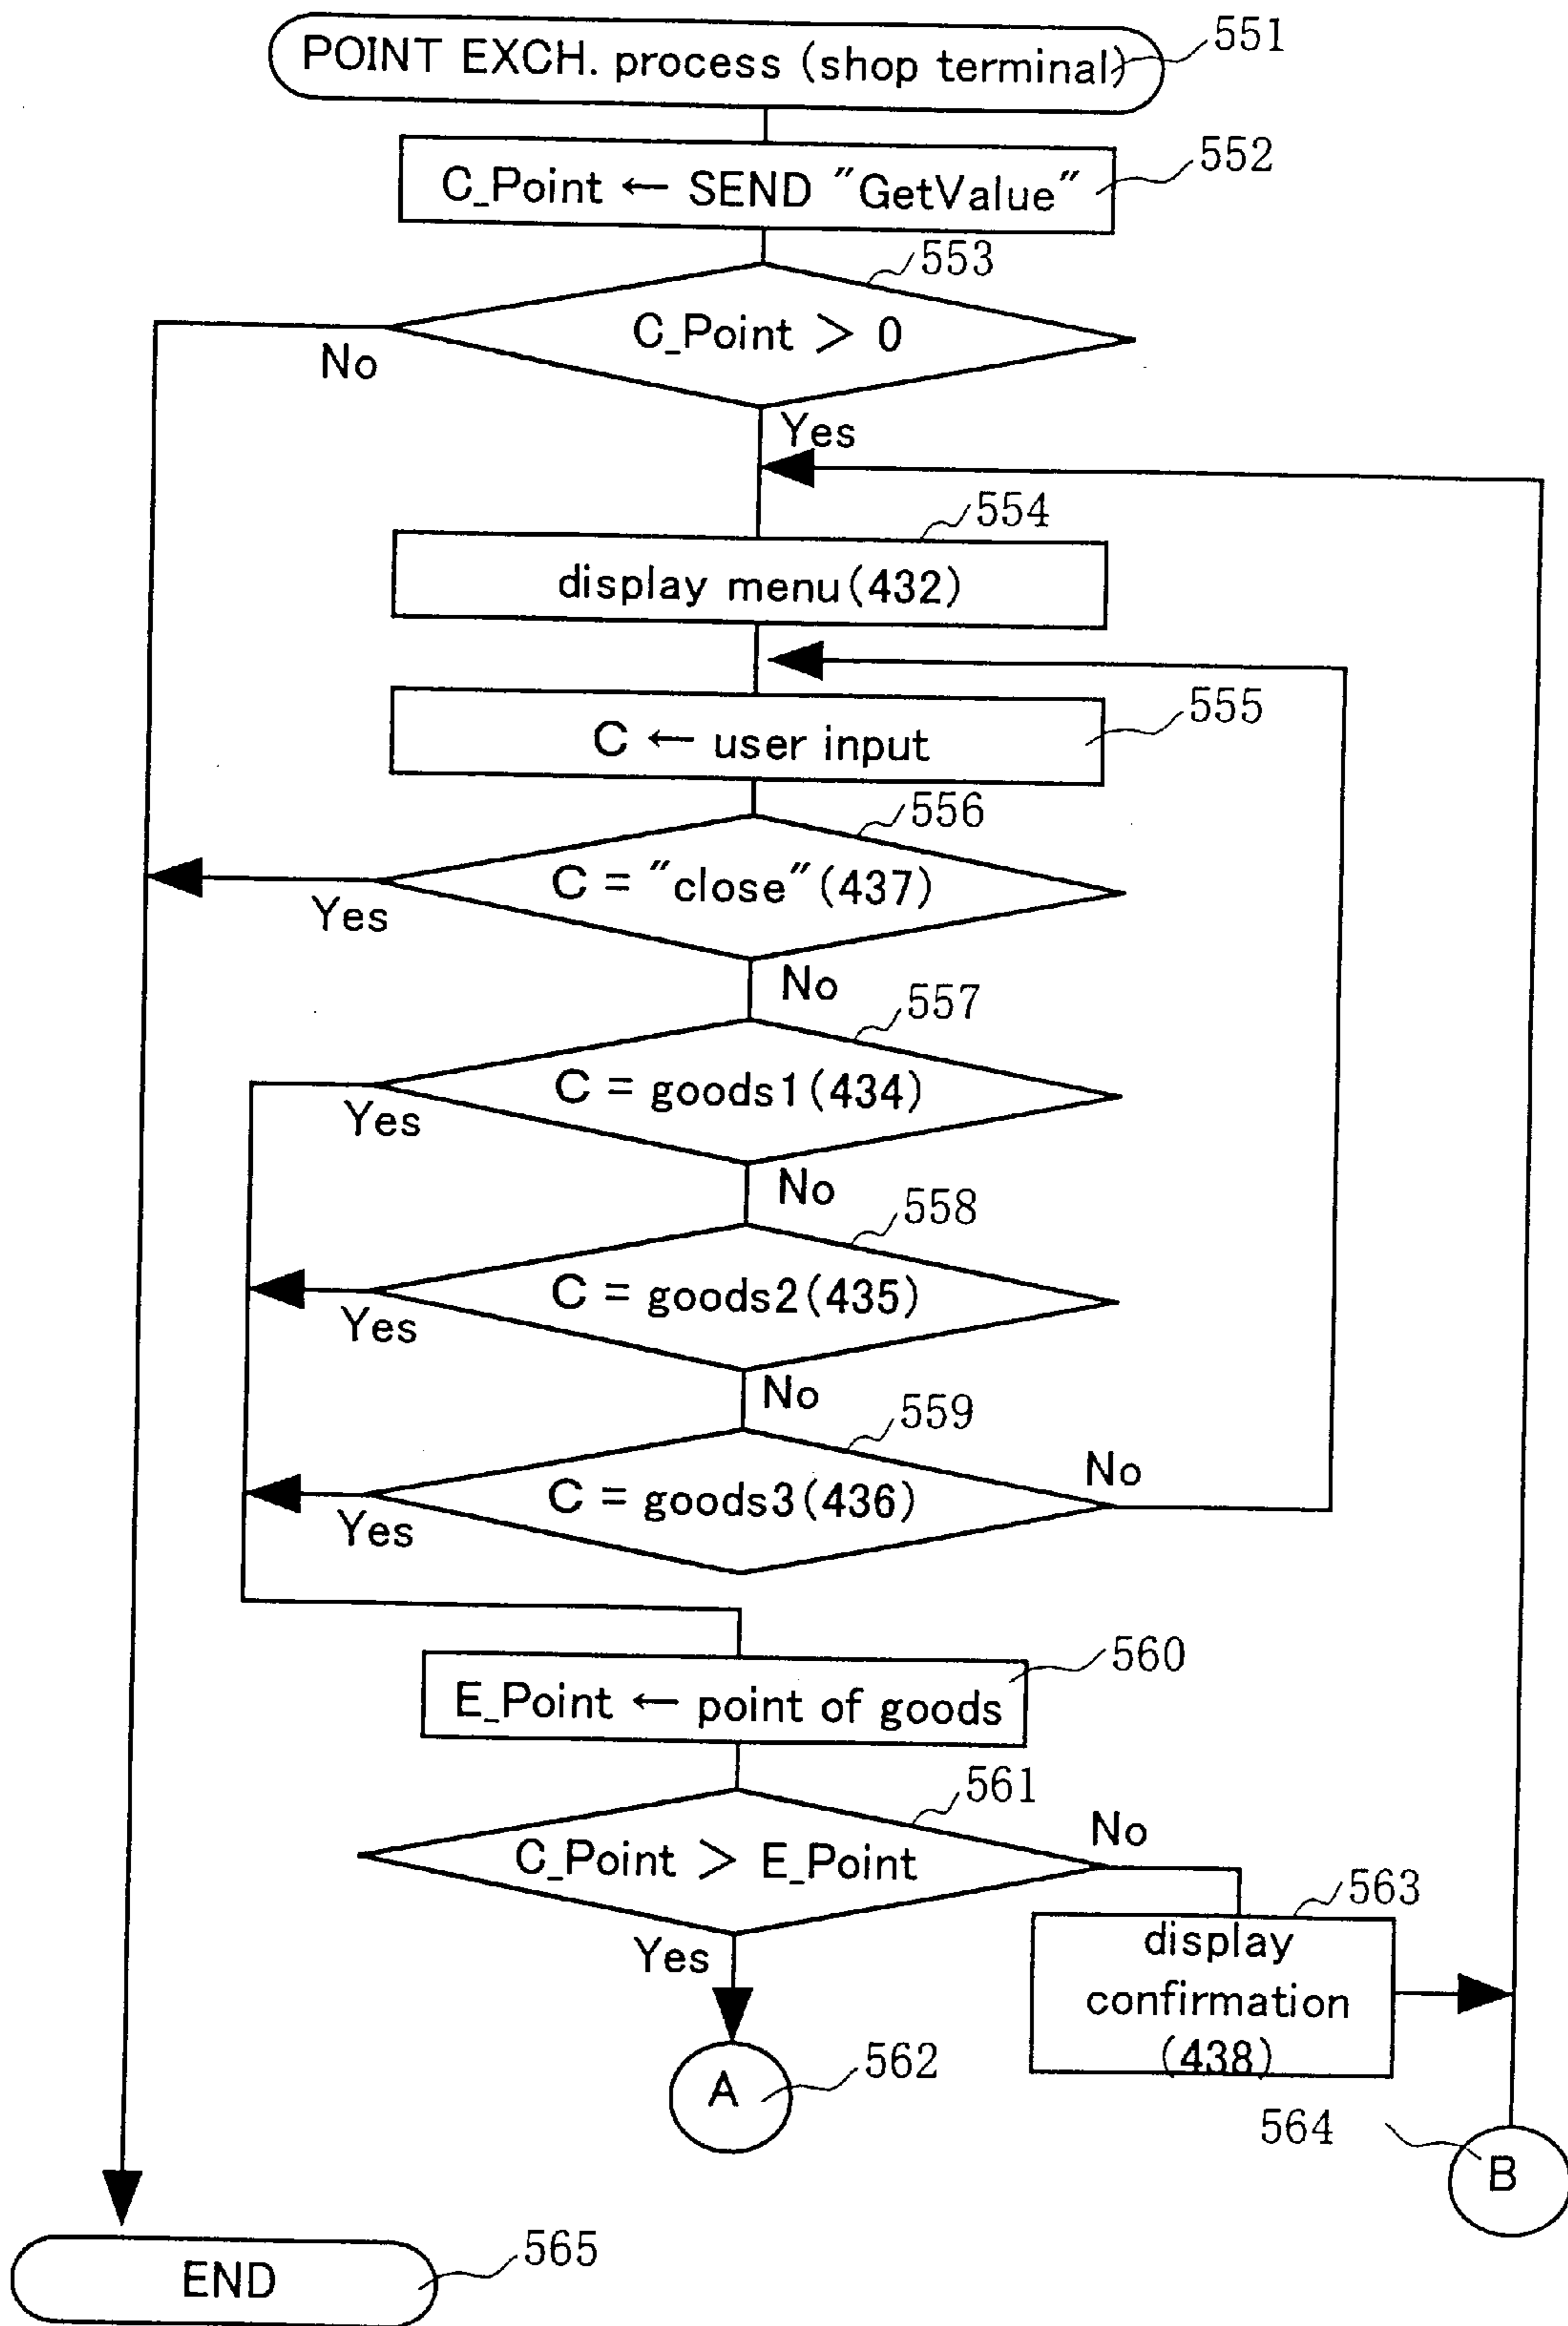 POINT EXCH. process (shop terminal)
551
C_Point ← SEND "GetValue"
552
553
C_Point > 0
No
Yes
554
display menu(432)
C ← user input
555
556
C = "close"(437)
Yes
No
557
C = goods1(434)
Yes
No
558
C = goods2(435)
Yes
No
559
C = goods3(436)
No
Yes
560
E_Point ← point of goods
561
C_Point > E_Point
No
563
Yes
display
confirmation
(438)
A
562
564
B
END
565